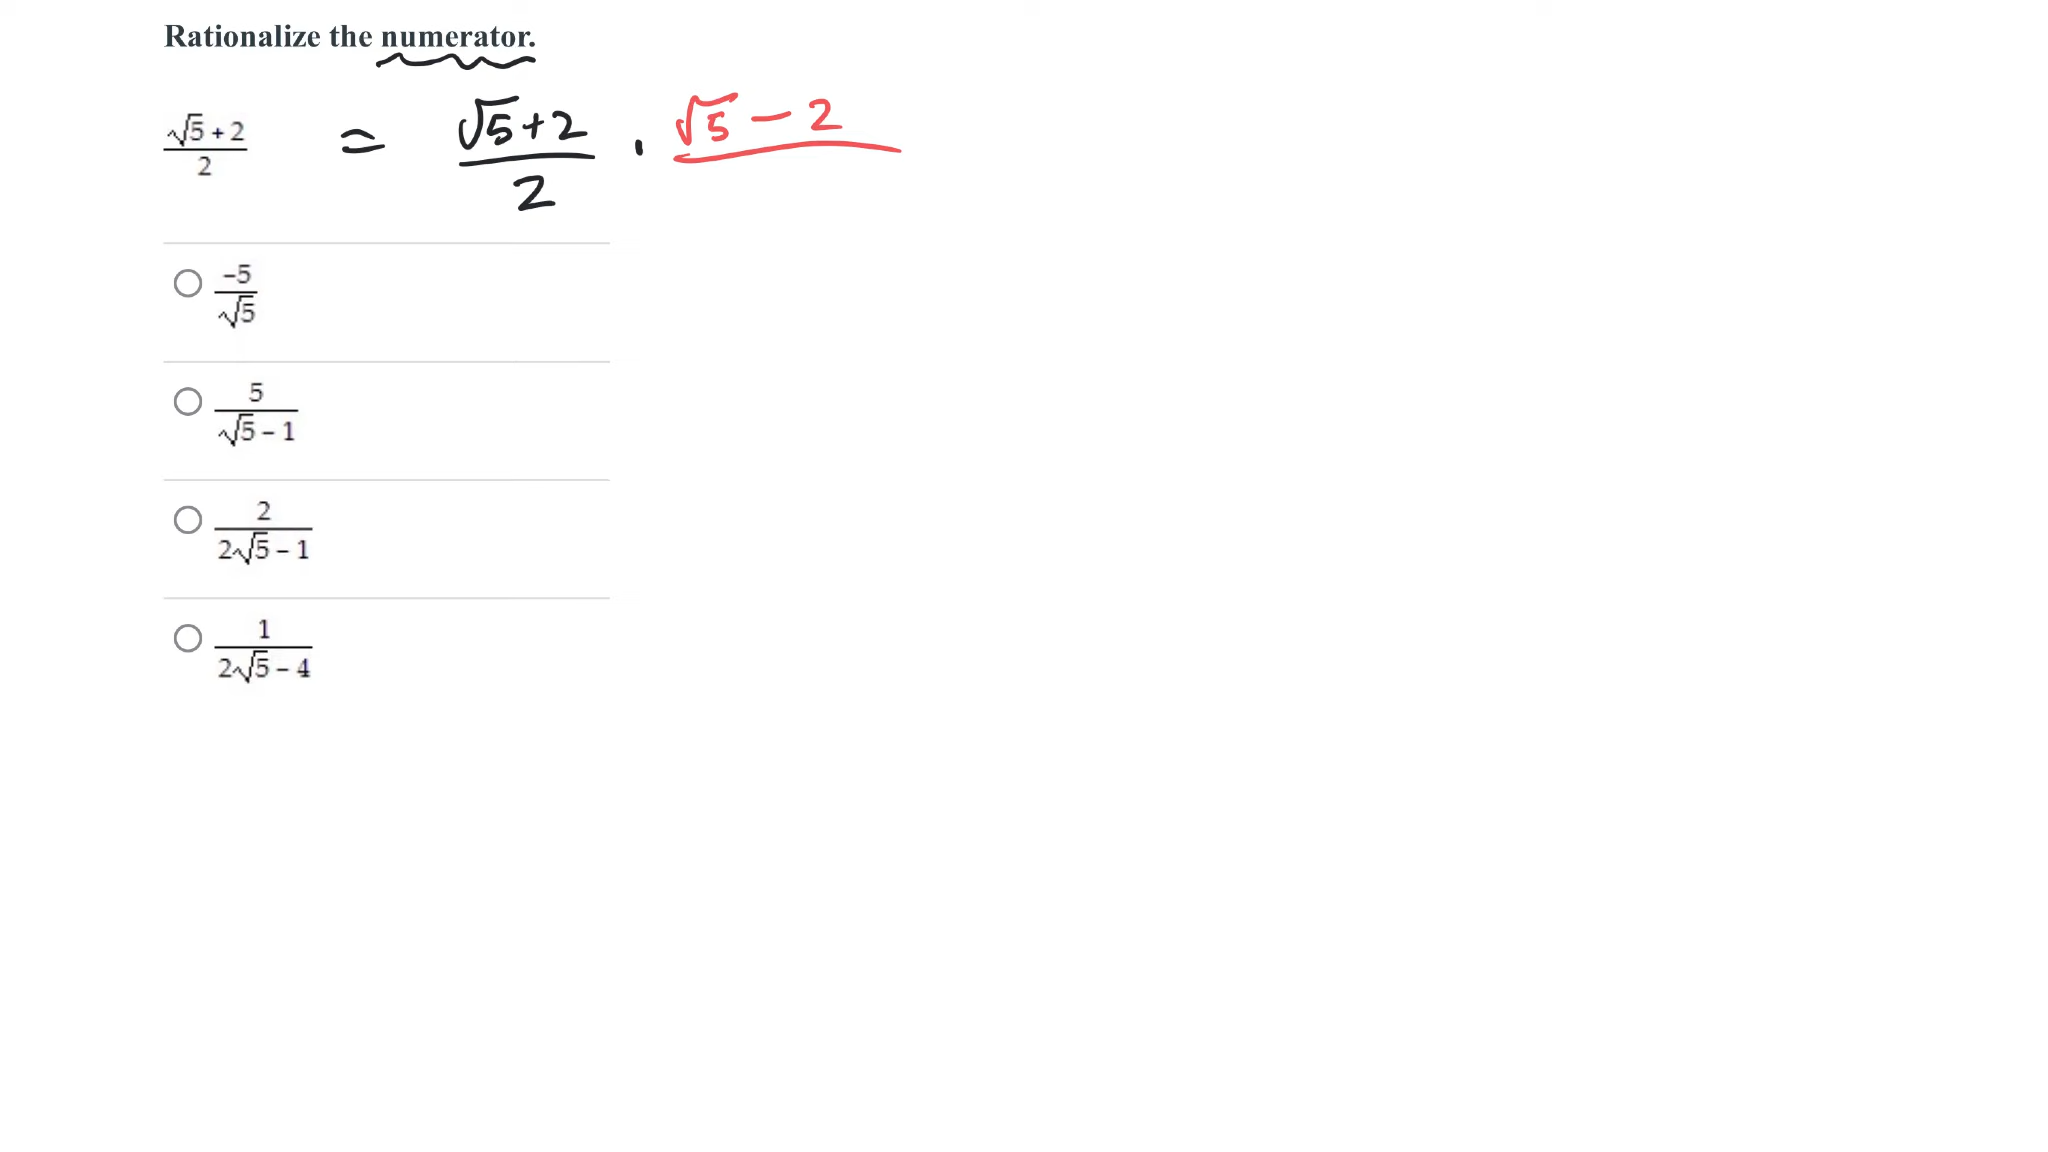 Rationalize the numerator.
(√5 + 2)/2 = (√5+2)/2 · (√5 − 2)/
−5/√5
5/(√5 − 1)
2/(2√5 − 1)
1/(2√5 − 4)